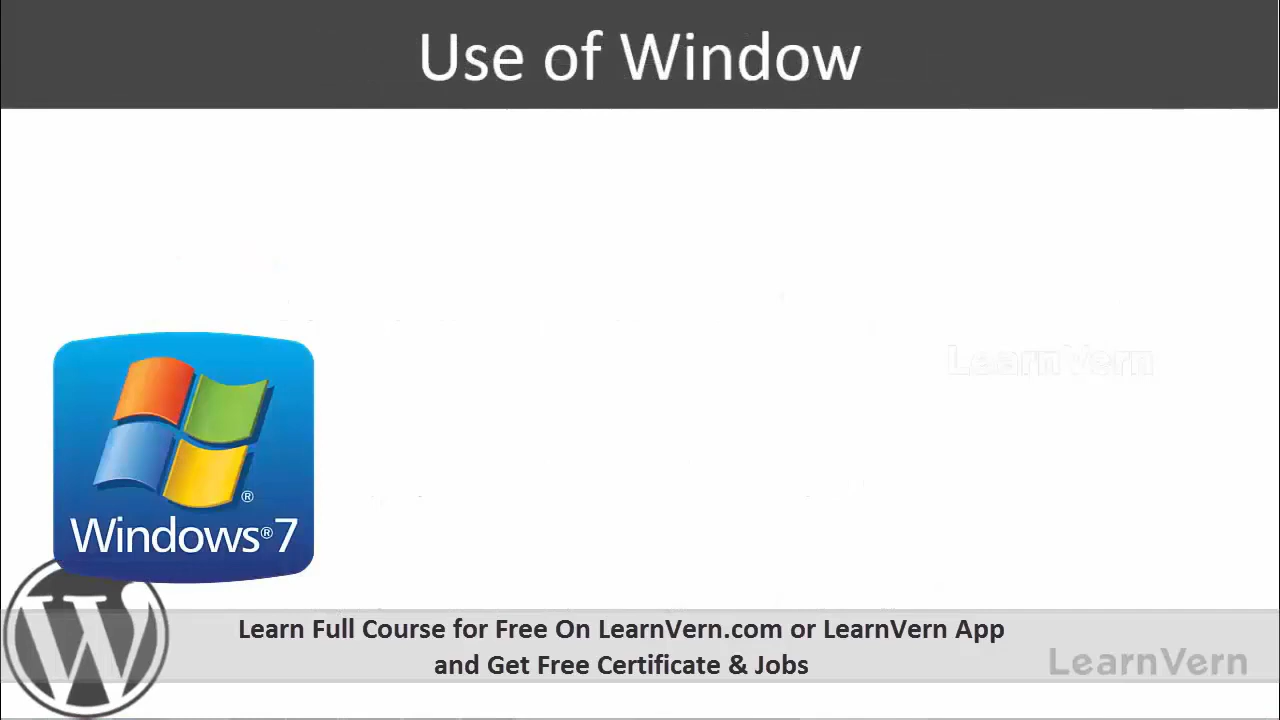 Use of Window
LearnVern
Windows®7
Learn Full Course for Free On LearnVern.com or LearnVern App
and Get Free Certificate & Jobs
LearnVern